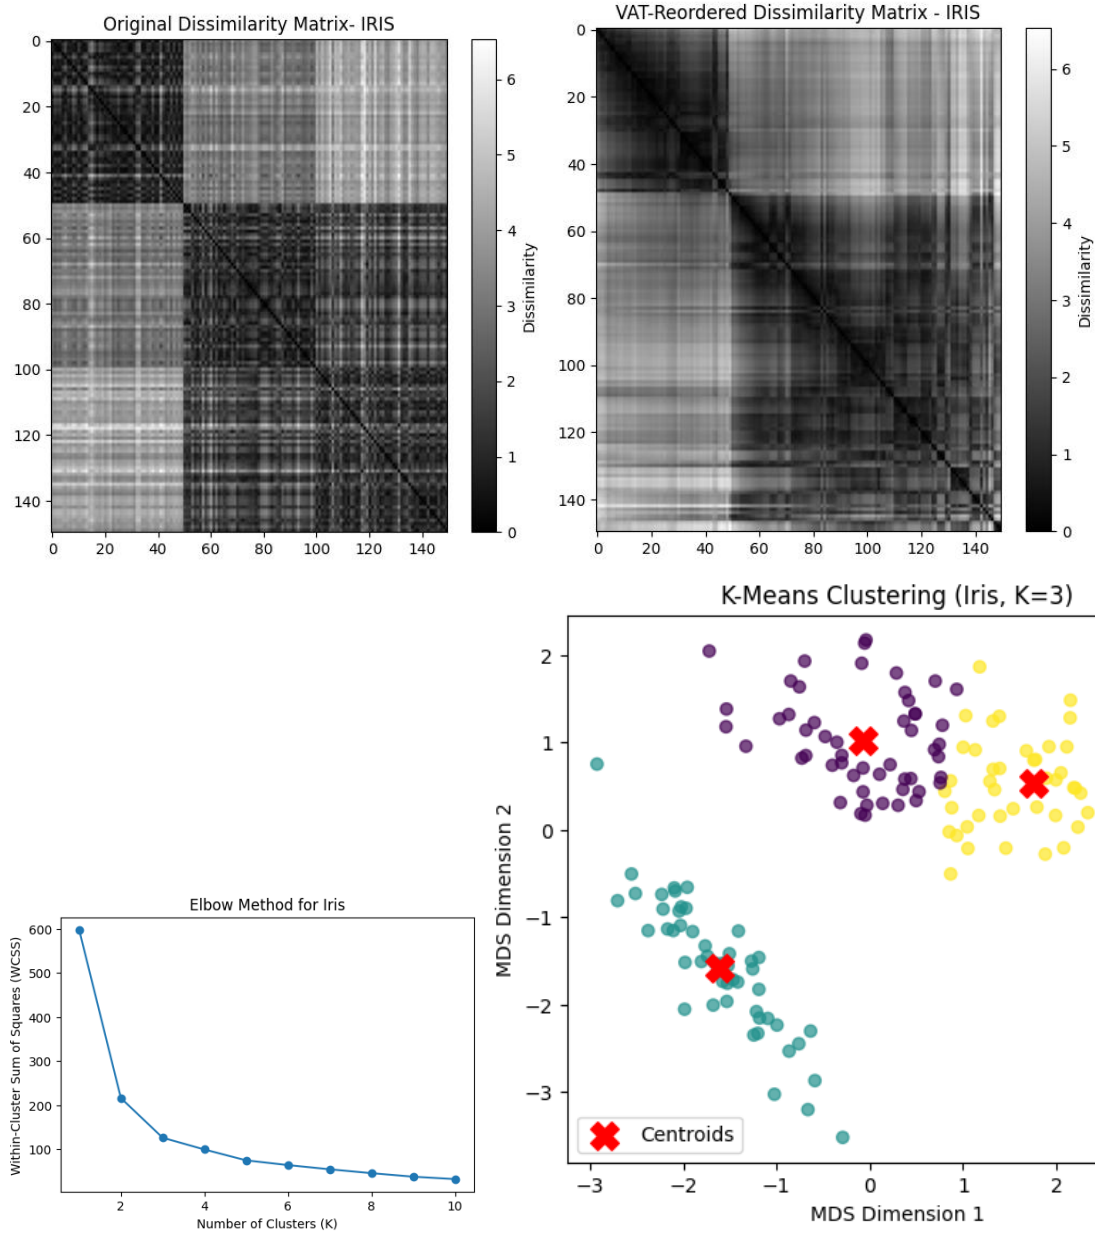 Original Dissimilarity Matrix- IRIS
0
20
40
60
80
100
120
140
0 20 40 60 80 100 120 140
6
5
4
3
2
1
0
Dissimilarity
VAT-Reordered Dissimilarity Matrix - IRIS
0
20
40
60
80
100
120
140
0 20 40 60 80 100 120 140
6
5
4
3
2
1
0
Dissimilarity
Elbow Method for Iris
Within-Cluster Sum of Squares (WCSS)
600
500
400
300
200
100
2 4 6 8 10
Number of Clusters (K)
K-Means Clustering (Iris, K=3)
MDS Dimension 2
2
1
0
−1
−2
−3
Centroids
−3 −2 −1 0 1 2
MDS Dimension 1